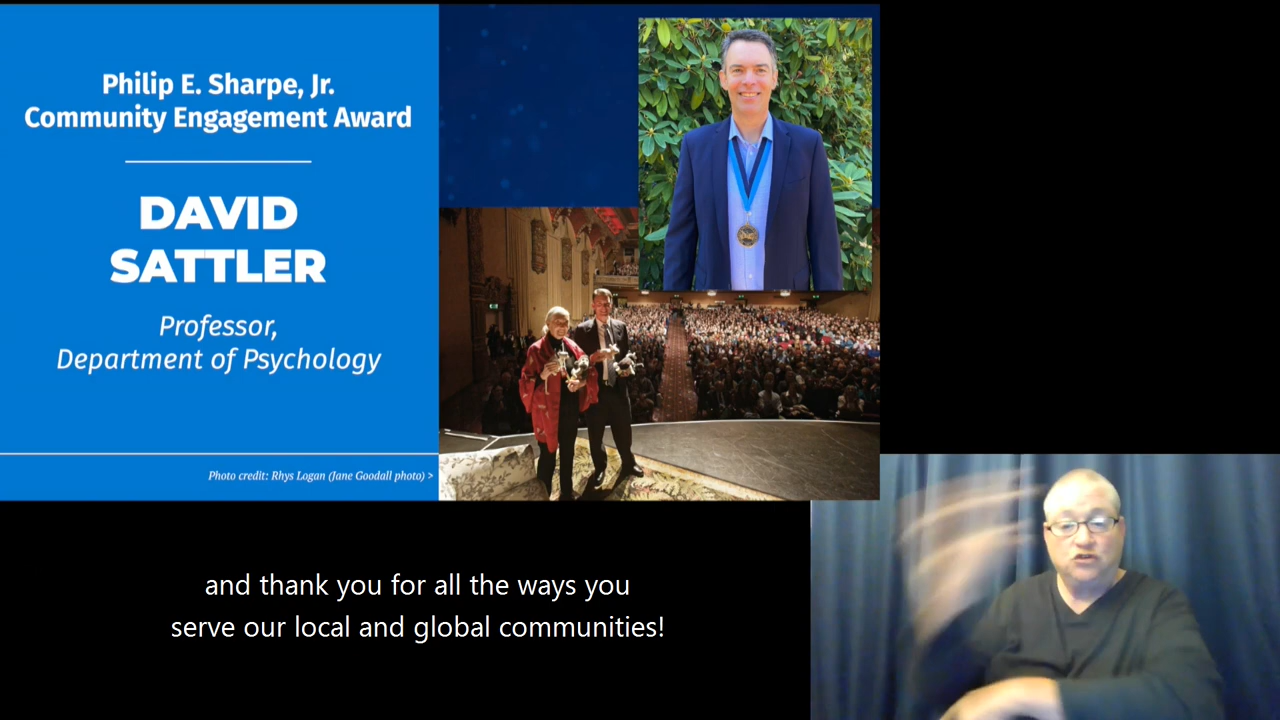 Philip E. Sharpe, Jr.
Community Engagement Award
DAVID
SATTLER
Professor,
Department of Psychology
Photo credit: Rhys Logan (Jane Goodall photo) >
and thank you for all the ways you
serve our local and global communities!